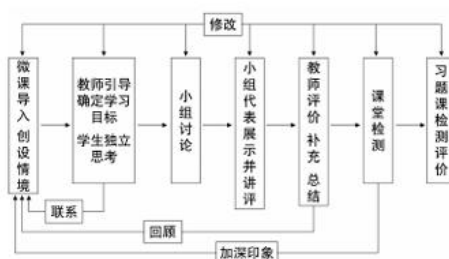 修改
微课导入 创设情境
教师引导
确定学习
目标
学生独立
思考
小组讨论
小组代表展示并讲评
教师评价 补充 总结
课堂检测
习题课检测评价
联系
回顾
加深印象